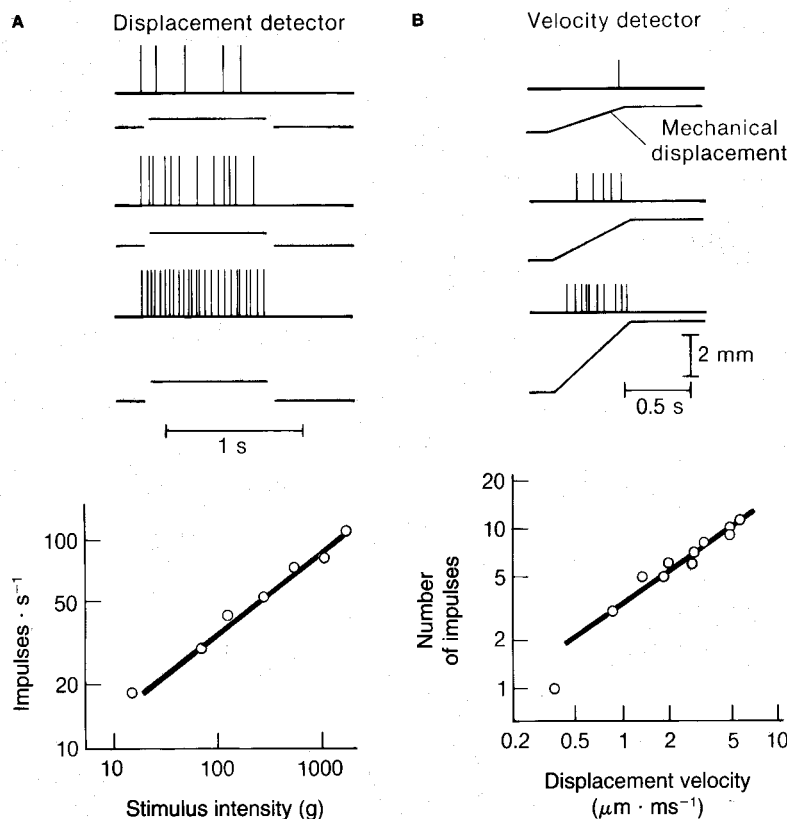 A
Displacement detector
1 s
Impulses · s⁻¹
100
50
20
10
10
100
1000
Stimulus intensity (g)
B
Velocity detector
Mechanical
displacement
2 mm
0.5 s
Number
of impulses
20
10
5
2
1
0.2
0.5
1
2
5
10
Displacement velocity
(μm · ms⁻¹)